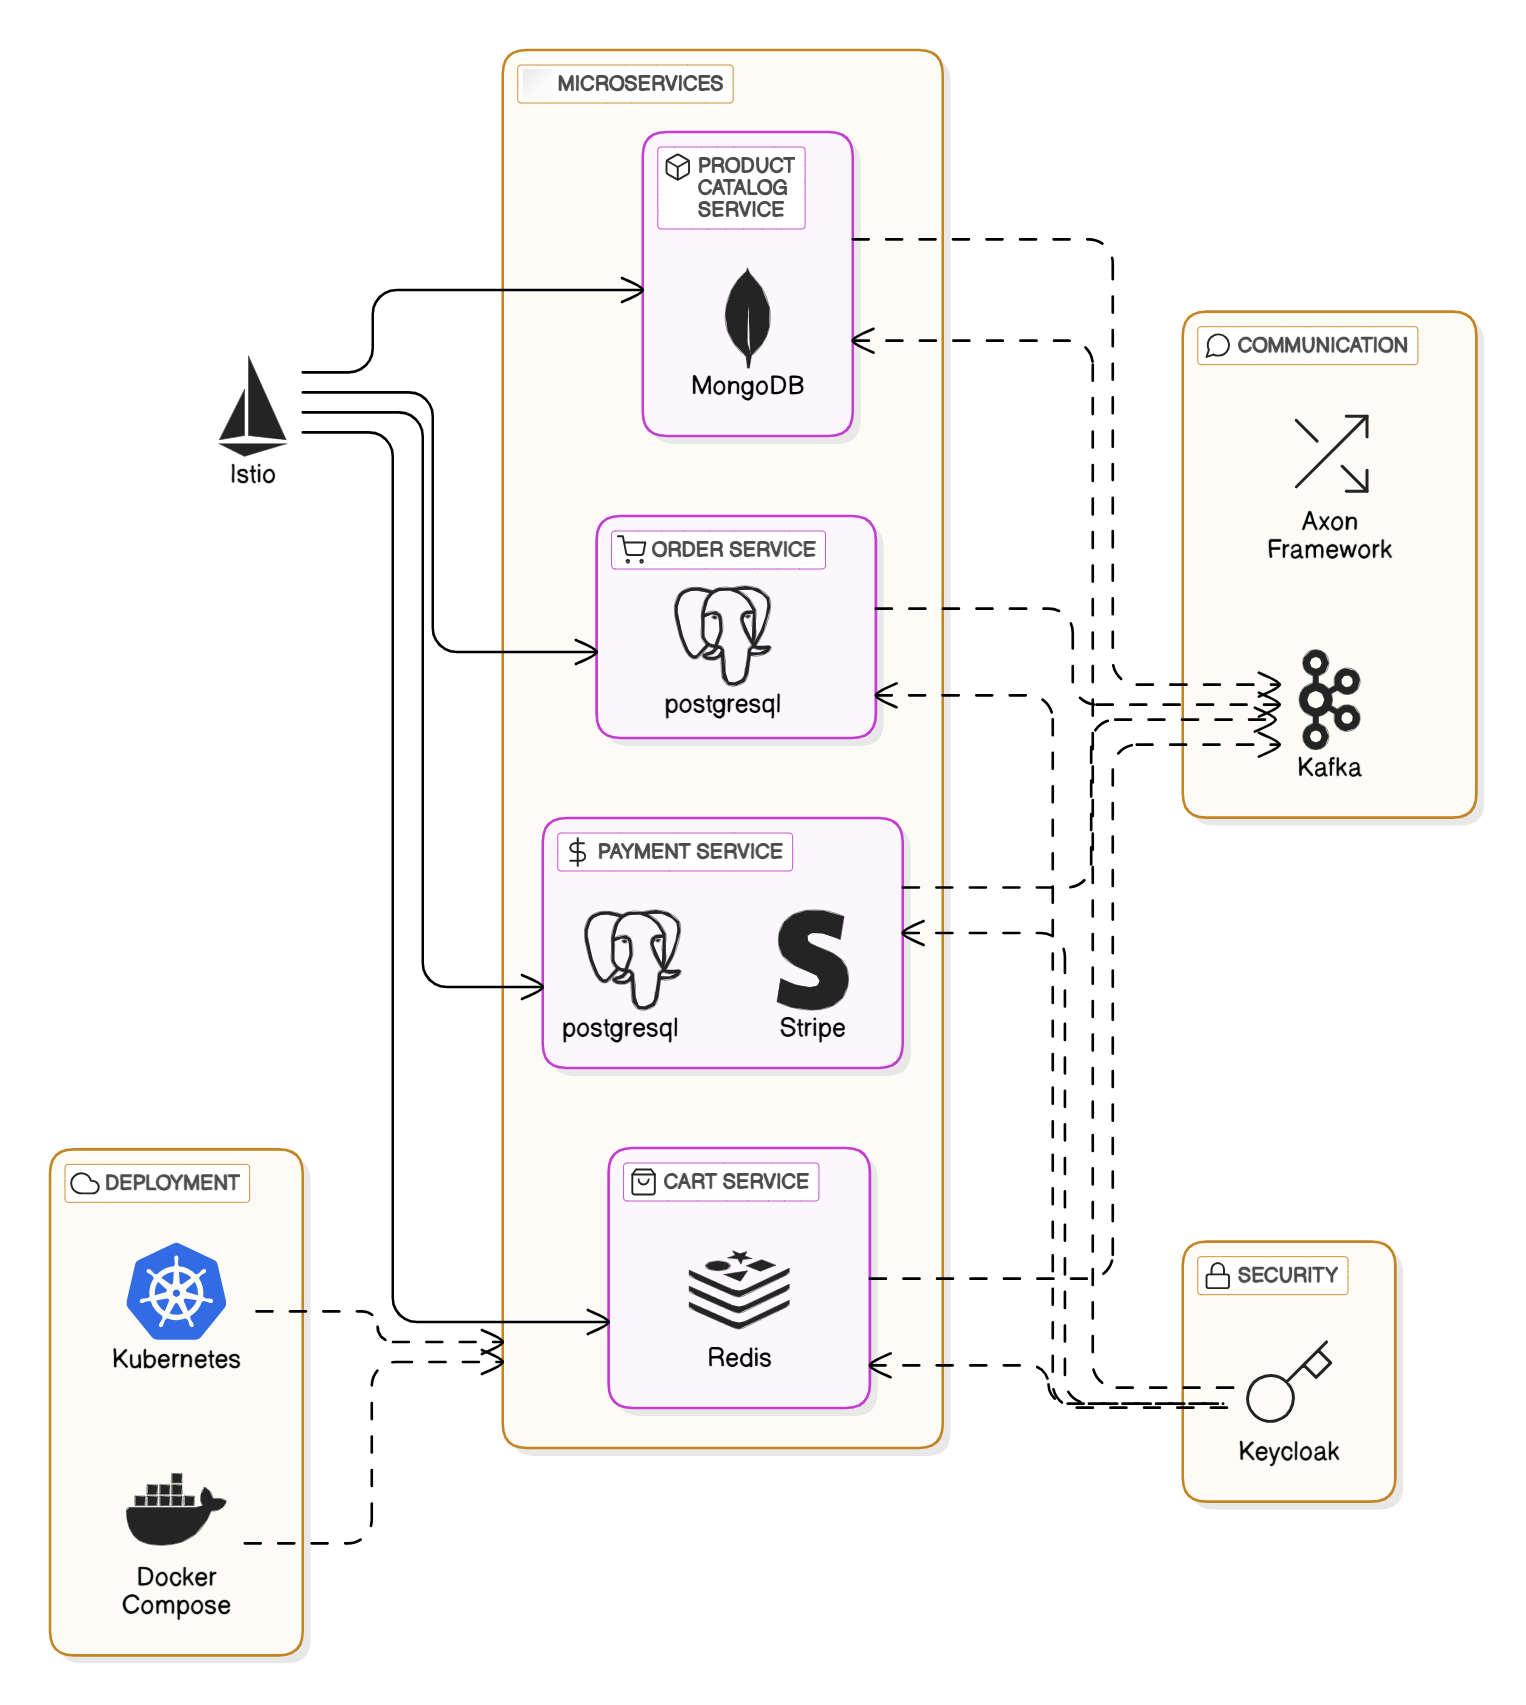 MICROSERVICES
PRODUCT
CATALOG
SERVICE
MongoDB
Istio
COMMUNICATION
Axon
Framework
Kafka
ORDER SERVICE
postgresql
PAYMENT SERVICE
postgresql
Stripe
CART SERVICE
Redis
DEPLOYMENT
Kubernetes
Docker
Compose
SECURITY
Keycloak